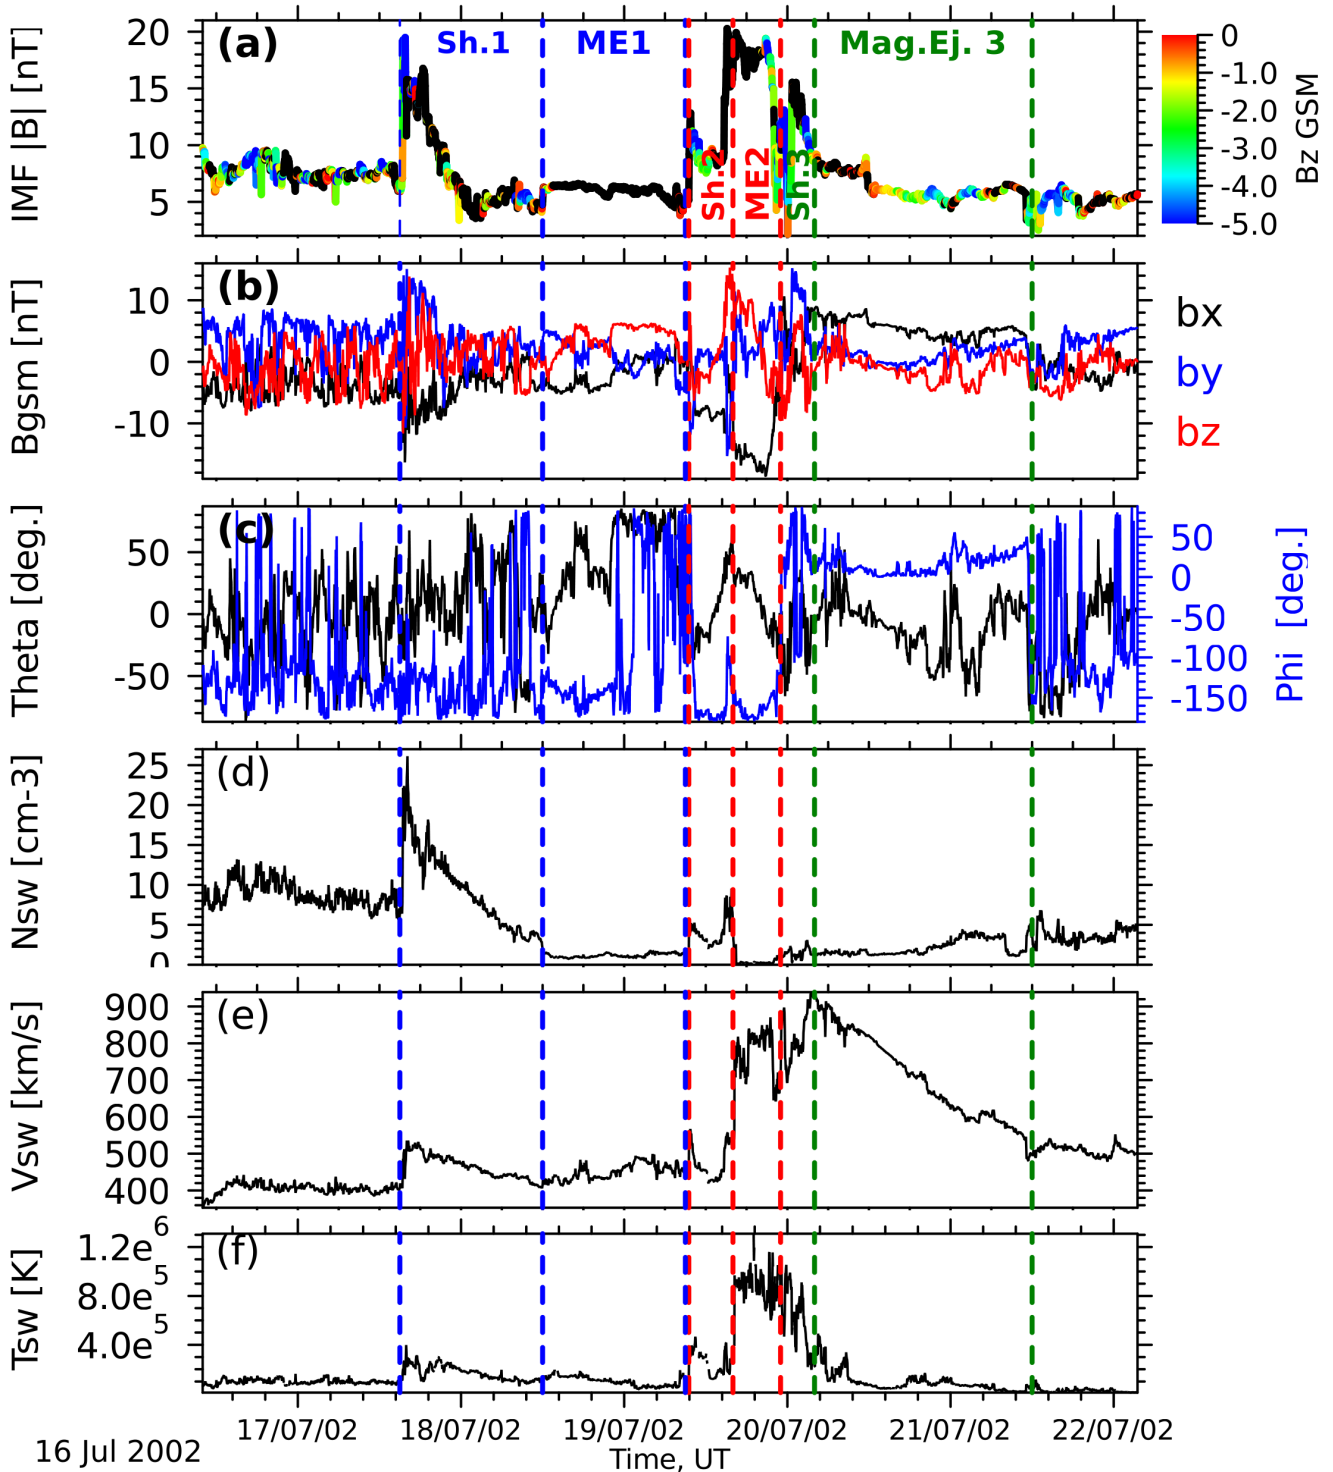 (a) Sh.1 ME1 Mag.Ej. 3
Sh.2 ME2 Sh.3
IMF |B| [nT]
20
15
10
5
0
-1.0
-2.0
-3.0
-4.0
-5.0
Bz GSM
(b)
Bgsm [nT]
10
0
-10
bx
by
bz
(c)
Theta [deg.]
50
0
-50
50
0
-50
-100
-150
Phi [deg.]
(d)
Nsw [cm-3]
25
20
15
10
5
0
(e)
Vsw [km/s]
900
800
700
600
500
400
(f)
Tsw [K]
1.2e6
8.0e5
4.0e5
17/07/02 18/07/02 19/07/02 20/07/02 21/07/02 22/07/02
16 Jul 2002
Time, UT